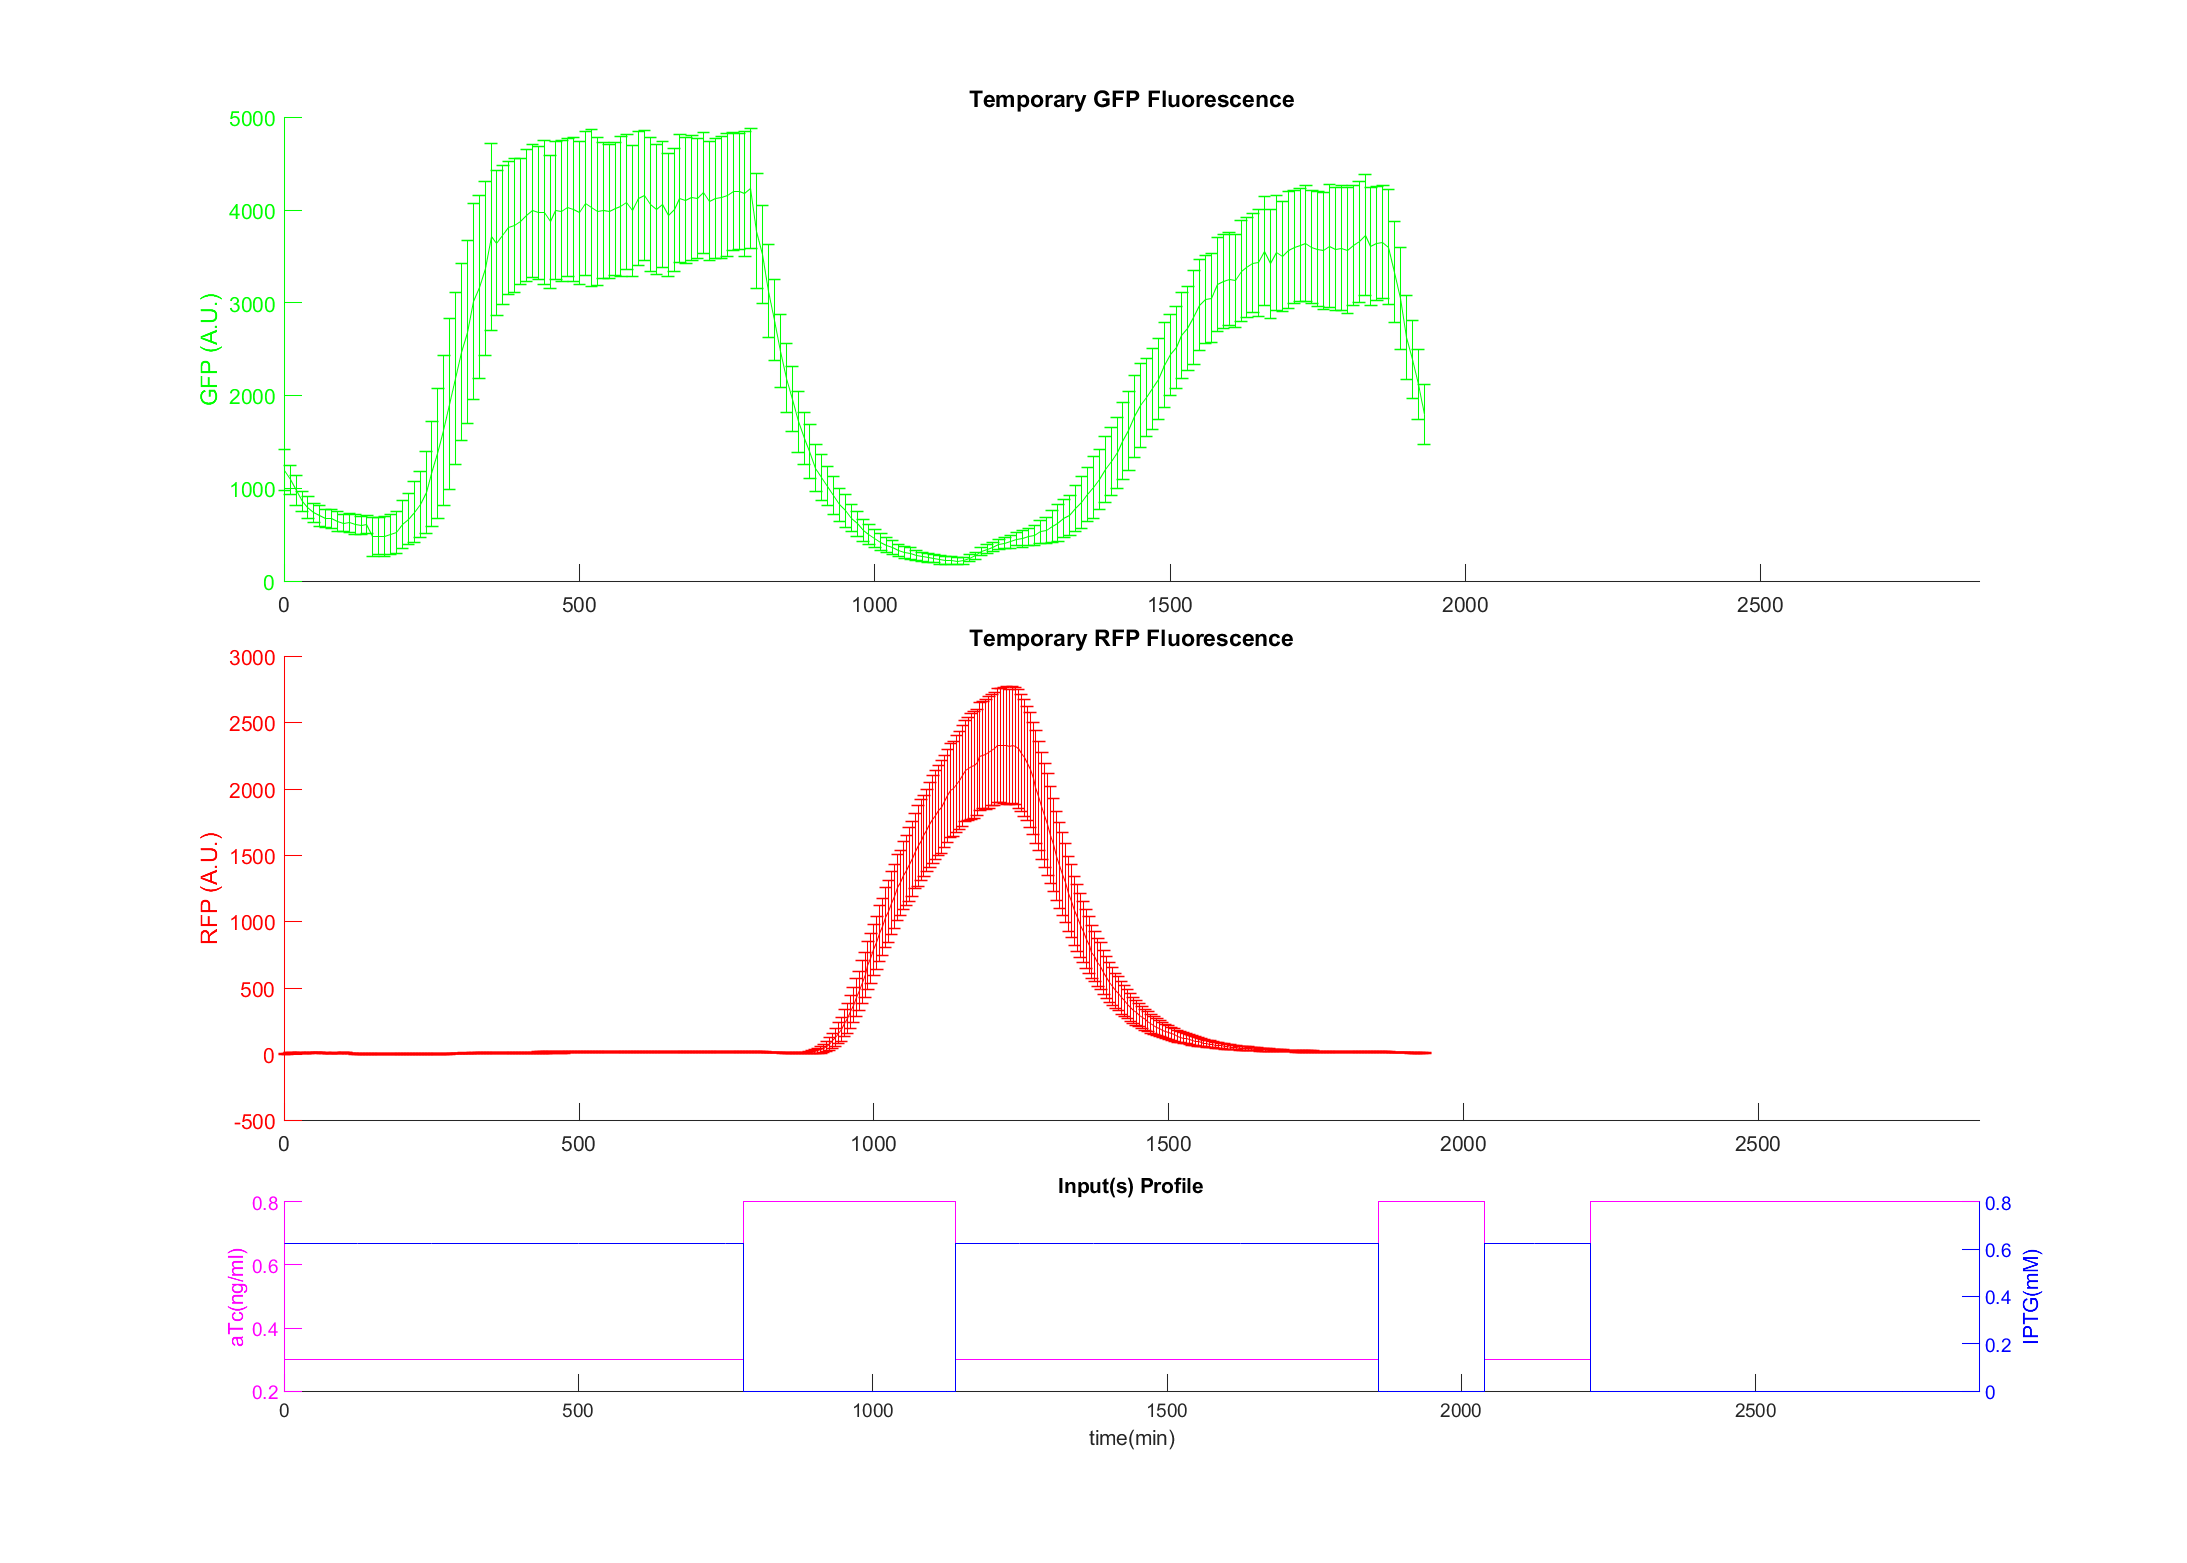 Temporary GFP Fluorescence
GFP (A.U.)
5000
4000
3000
2000
1000
0
0 500 1000 1500 2000 2500
Temporary RFP Fluorescence
RFP (A.U.)
3000
2500
2000
1500
1000
500
0
-500
0 500 1000 1500 2000 2500
Input(s) Profile
aTc(ng/ml)
0.8
0.6
0.4
0.2
0.8
0.6
0.4
0.2
0
IPTG(mM)
0 500 1000 1500 2000 2500
time(min)